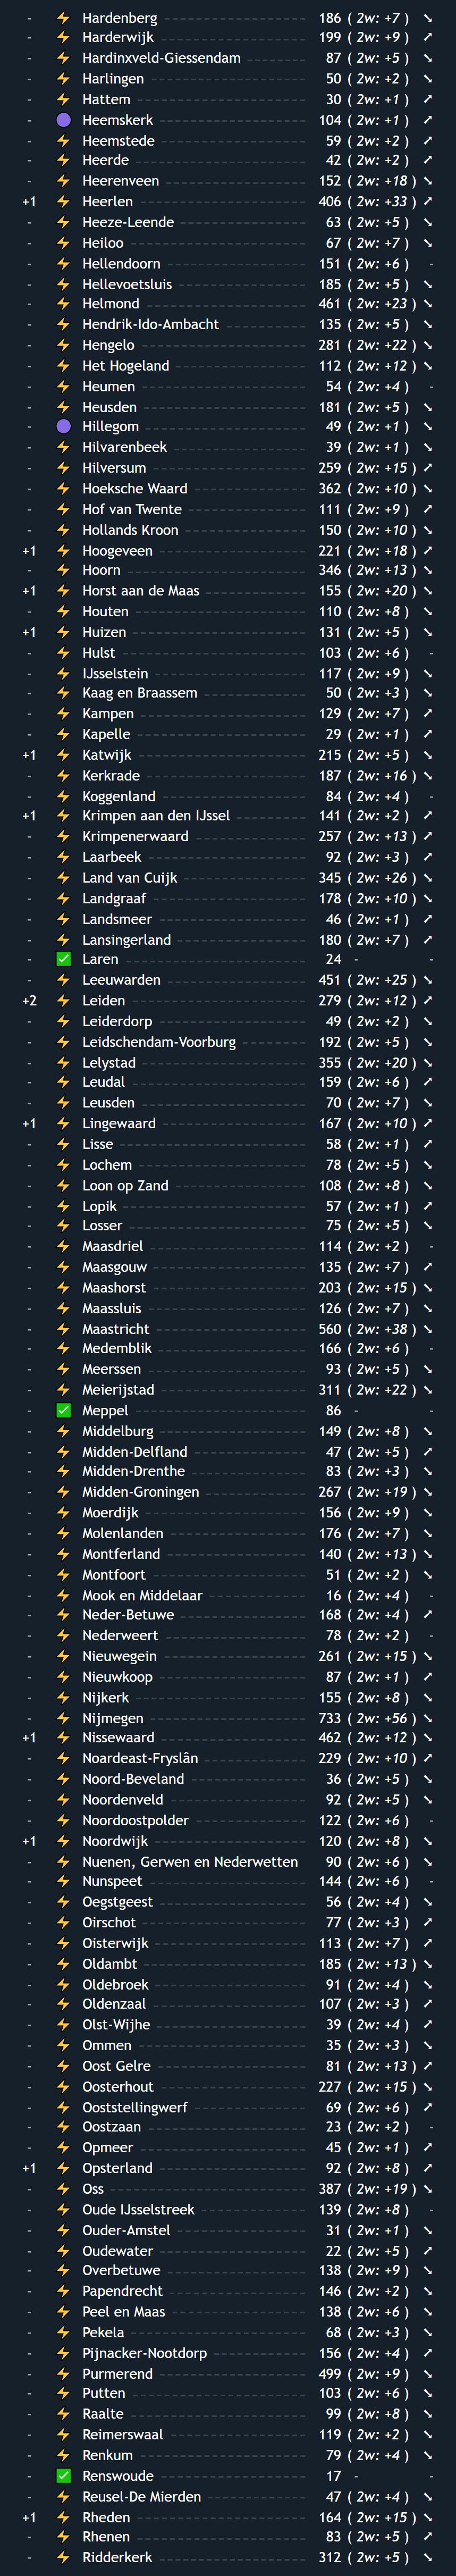 - ⚡ Hardenberg 186 ( 2w: +7 ) ↘
- ⚡ Harderwijk 199 ( 2w: +9 ) ↗
- ⚡ Hardinxveld-Giessendam 87 ( 2w: +5 ) ↘
- ⚡ Harlingen 50 ( 2w: +2 ) ↘
- ⚡ Hattem 30 ( 2w: +1 ) ↗
- 🟣 Heemskerk 104 ( 2w: +1 ) ↗
- ⚡ Heemstede 59 ( 2w: +2 ) ↗
- ⚡ Heerde 42 ( 2w: +2 ) ↗
- ⚡ Heerenveen 152 ( 2w: +18 ) ↘
+1 ⚡ Heerlen 406 ( 2w: +33 ) ↗
- ⚡ Heeze-Leende 63 ( 2w: +5 ) ↘
- ⚡ Heiloo 67 ( 2w: +7 ) ↘
- ⚡ Hellendoorn 151 ( 2w: +6 ) -
- ⚡ Hellevoetsluis 185 ( 2w: +5 ) ↘
- ⚡ Helmond 461 ( 2w: +23 ) ↘
- ⚡ Hendrik-Ido-Ambacht 135 ( 2w: +5 ) ↘
- ⚡ Hengelo 281 ( 2w: +22 ) ↘
- ⚡ Het Hogeland 112 ( 2w: +12 ) ↘
- ⚡ Heumen 54 ( 2w: +4 ) -
- ⚡ Heusden 181 ( 2w: +5 ) ↘
- 🟣 Hillegom 49 ( 2w: +1 ) ↘
- ⚡ Hilvarenbeek 39 ( 2w: +1 ) ↘
- ⚡ Hilversum 259 ( 2w: +15 ) ↗
- ⚡ Hoeksche Waard 362 ( 2w: +10 ) ↘
- ⚡ Hof van Twente 111 ( 2w: +9 ) ↗
- ⚡ Hollands Kroon 150 ( 2w: +10 ) ↘
+1 ⚡ Hoogeveen 221 ( 2w: +18 ) ↗
- ⚡ Hoorn 346 ( 2w: +13 ) ↘
+1 ⚡ Horst aan de Maas 155 ( 2w: +20 ) ↘
- ⚡ Houten 110 ( 2w: +8 ) ↘
+1 ⚡ Huizen 131 ( 2w: +5 ) ↘
- ⚡ Hulst 103 ( 2w: +6 ) -
- ⚡ IJsselstein 117 ( 2w: +9 ) ↘
- ⚡ Kaag en Braassem 50 ( 2w: +3 ) ↘
- ⚡ Kampen 129 ( 2w: +7 ) ↗
- ⚡ Kapelle 29 ( 2w: +1 ) ↗
+1 ⚡ Katwijk 215 ( 2w: +5 ) ↘
- ⚡ Kerkrade 187 ( 2w: +16 ) ↘
- ⚡ Koggenland 84 ( 2w: +4 ) -
+1 ⚡ Krimpen aan den IJssel 141 ( 2w: +2 ) ↗
- ⚡ Krimpenerwaard 257 ( 2w: +13 ) ↗
- ⚡ Laarbeek 92 ( 2w: +3 ) ↗
- ⚡ Land van Cuijk 345 ( 2w: +26 ) ↘
- ⚡ Landgraaf 178 ( 2w: +10 ) ↘
- ⚡ Landsmeer 46 ( 2w: +1 ) ↗
- ⚡ Lansingerland 180 ( 2w: +7 ) ↗
- ✅ Laren 24 - -
- ⚡ Leeuwarden 451 ( 2w: +25 ) ↘
+2 ⚡ Leiden 279 ( 2w: +12 ) ↗
- ⚡ Leiderdorp 49 ( 2w: +2 ) ↘
- ⚡ Leidschendam-Voorburg 192 ( 2w: +5 ) ↘
- ⚡ Lelystad 355 ( 2w: +20 ) ↘
- ⚡ Leudal 159 ( 2w: +6 ) ↗
- ⚡ Leusden 70 ( 2w: +7 ) ↘
+1 ⚡ Lingewaard 167 ( 2w: +10 ) ↗
- ⚡ Lisse 58 ( 2w: +1 ) ↗
- ⚡ Lochem 78 ( 2w: +5 ) ↘
- ⚡ Loon op Zand 108 ( 2w: +8 ) ↘
- ⚡ Lopik 57 ( 2w: +1 ) ↗
- ⚡ Losser 75 ( 2w: +5 ) ↘
- ⚡ Maasdriel 114 ( 2w: +2 ) -
- ⚡ Maasgouw 135 ( 2w: +7 ) ↗
- ⚡ Maashorst 203 ( 2w: +15 ) ↘
- ⚡ Maassluis 126 ( 2w: +7 ) ↘
- ⚡ Maastricht 560 ( 2w: +38 ) ↘
- ⚡ Medemblik 166 ( 2w: +6 ) -
- ⚡ Meerssen 93 ( 2w: +5 ) ↘
- ⚡ Meierijstad 311 ( 2w: +22 ) ↘
- ✅ Meppel 86 - -
- ⚡ Middelburg 149 ( 2w: +8 ) ↘
- ⚡ Midden-Delfland 47 ( 2w: +5 ) ↗
- ⚡ Midden-Drenthe 83 ( 2w: +3 ) ↘
- ⚡ Midden-Groningen 267 ( 2w: +19 ) ↘
- ⚡ Moerdijk 156 ( 2w: +9 ) ↘
- ⚡ Molenlanden 176 ( 2w: +7 ) ↘
- ⚡ Montferland 140 ( 2w: +13 ) ↘
- ⚡ Montfoort 51 ( 2w: +2 ) ↘
- ⚡ Mook en Middelaar 16 ( 2w: +4 ) -
- ⚡ Neder-Betuwe 168 ( 2w: +4 ) ↗
- ⚡ Nederweert 78 ( 2w: +2 ) -
- ⚡ Nieuwegein 261 ( 2w: +15 ) ↘
- ⚡ Nieuwkoop 87 ( 2w: +1 ) ↗
- ⚡ Nijkerk 155 ( 2w: +8 ) ↘
- ⚡ Nijmegen 733 ( 2w: +56 ) ↘
+1 ⚡ Nissewaard 462 ( 2w: +12 ) ↘
- ⚡ Noardeast-Fryslân 229 ( 2w: +10 ) ↗
- ⚡ Noord-Beveland 36 ( 2w: +5 ) ↘
- ⚡ Noordenveld 92 ( 2w: +5 ) ↘
- ⚡ Noordoostpolder 122 ( 2w: +6 ) -
+1 ⚡ Noordwijk 120 ( 2w: +8 ) ↘
- ⚡ Nuenen, Gerwen en Nederwetten 90 ( 2w: +6 ) ↘
- ⚡ Nunspeet 144 ( 2w: +6 ) -
- ⚡ Oegstgeest 56 ( 2w: +4 ) ↘
- ⚡ Oirschot 77 ( 2w: +3 ) ↗
- ⚡ Oisterwijk 113 ( 2w: +7 ) ↗
- ⚡ Oldambt 185 ( 2w: +13 ) ↘
- ⚡ Oldebroek 91 ( 2w: +4 ) ↘
- ⚡ Oldenzaal 107 ( 2w: +3 ) ↗
- ⚡ Olst-Wijhe 39 ( 2w: +4 ) ↗
- ⚡ Ommen 35 ( 2w: +3 ) ↘
- ⚡ Oost Gelre 81 ( 2w: +13 ) ↗
- ⚡ Oosterhout 227 ( 2w: +15 ) ↘
- ⚡ Ooststellingwerf 69 ( 2w: +6 ) ↗
- ⚡ Oostzaan 23 ( 2w: +2 ) -
- ⚡ Opmeer 45 ( 2w: +1 ) ↗
+1 ⚡ Opsterland 92 ( 2w: +8 ) ↗
- ⚡ Oss 387 ( 2w: +19 ) ↘
- ⚡ Oude IJsselstreek 139 ( 2w: +8 ) -
- ⚡ Ouder-Amstel 31 ( 2w: +1 ) ↘
- ⚡ Oudewater 22 ( 2w: +5 ) ↗
- ⚡ Overbetuwe 138 ( 2w: +9 ) ↘
- ⚡ Papendrecht 146 ( 2w: +2 ) ↘
- ⚡ Peel en Maas 138 ( 2w: +6 ) ↘
- ⚡ Pekela 68 ( 2w: +3 ) ↘
- ⚡ Pijnacker-Nootdorp 156 ( 2w: +4 ) ↗
- ⚡ Purmerend 499 ( 2w: +9 ) ↘
- ⚡ Putten 103 ( 2w: +6 ) ↘
- ⚡ Raalte 99 ( 2w: +8 ) ↘
- ⚡ Reimerswaal 119 ( 2w: +2 ) ↘
- ⚡ Renkum 79 ( 2w: +4 ) ↘
- ✅ Renswoude 17 - -
- ⚡ Reusel-De Mierden 47 ( 2w: +4 ) ↘
+1 ⚡ Rheden 164 ( 2w: +15 ) ↘
- ⚡ Rhenen 83 ( 2w: +5 ) ↗
- ⚡ Ridderkerk 312 ( 2w: +5 ) ↘